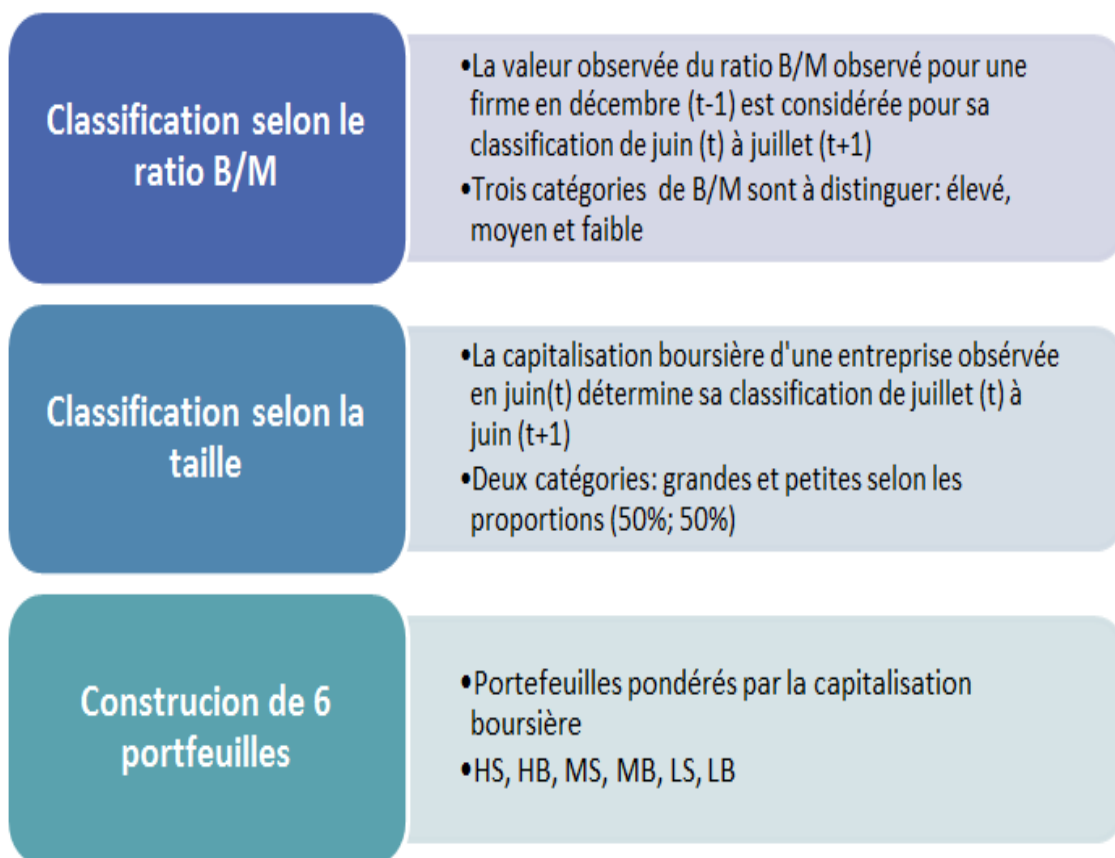 Classification selon le
ratio B/M
•La valeur observée du ratio B/M observé pour une
firme en décembre (t-1) est considérée pour sa
classification de juin (t) à juillet (t+1)
•Trois catégories de B/M sont à distinguer: élevé,
moyen et faible
Classification selon la
taille
•La capitalisation boursière d'une entreprise obsérvée
en juin(t) détermine sa classification de juillet (t) à
juin (t+1)
•Deux catégories: grandes et petites selon les
proportions (50%; 50%)
Construcion de 6
portfeuilles
•Portefeuilles pondérés par la capitalisation
boursière
•HS, HB, MS, MB, LS, LB